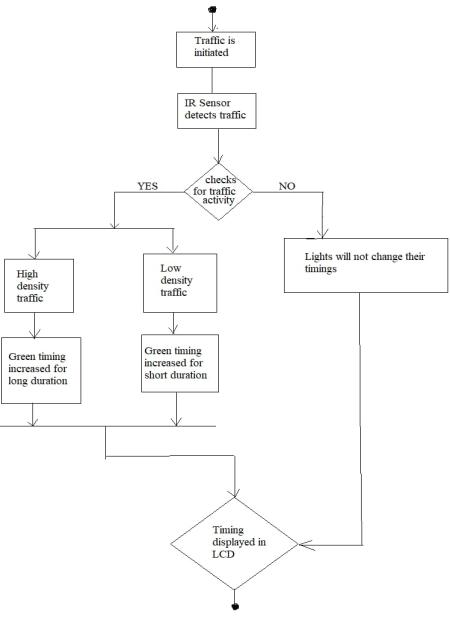 Traffic is
initiated
IR Sensor
detects traffic
checks
for traffic
activity
YES
NO
High
density
traffic
Low
density
traffic
Lights will not change their
timings
Green timing
increased for
long duration
Green timing
increased for
short duration
Timing
displayed in
LCD